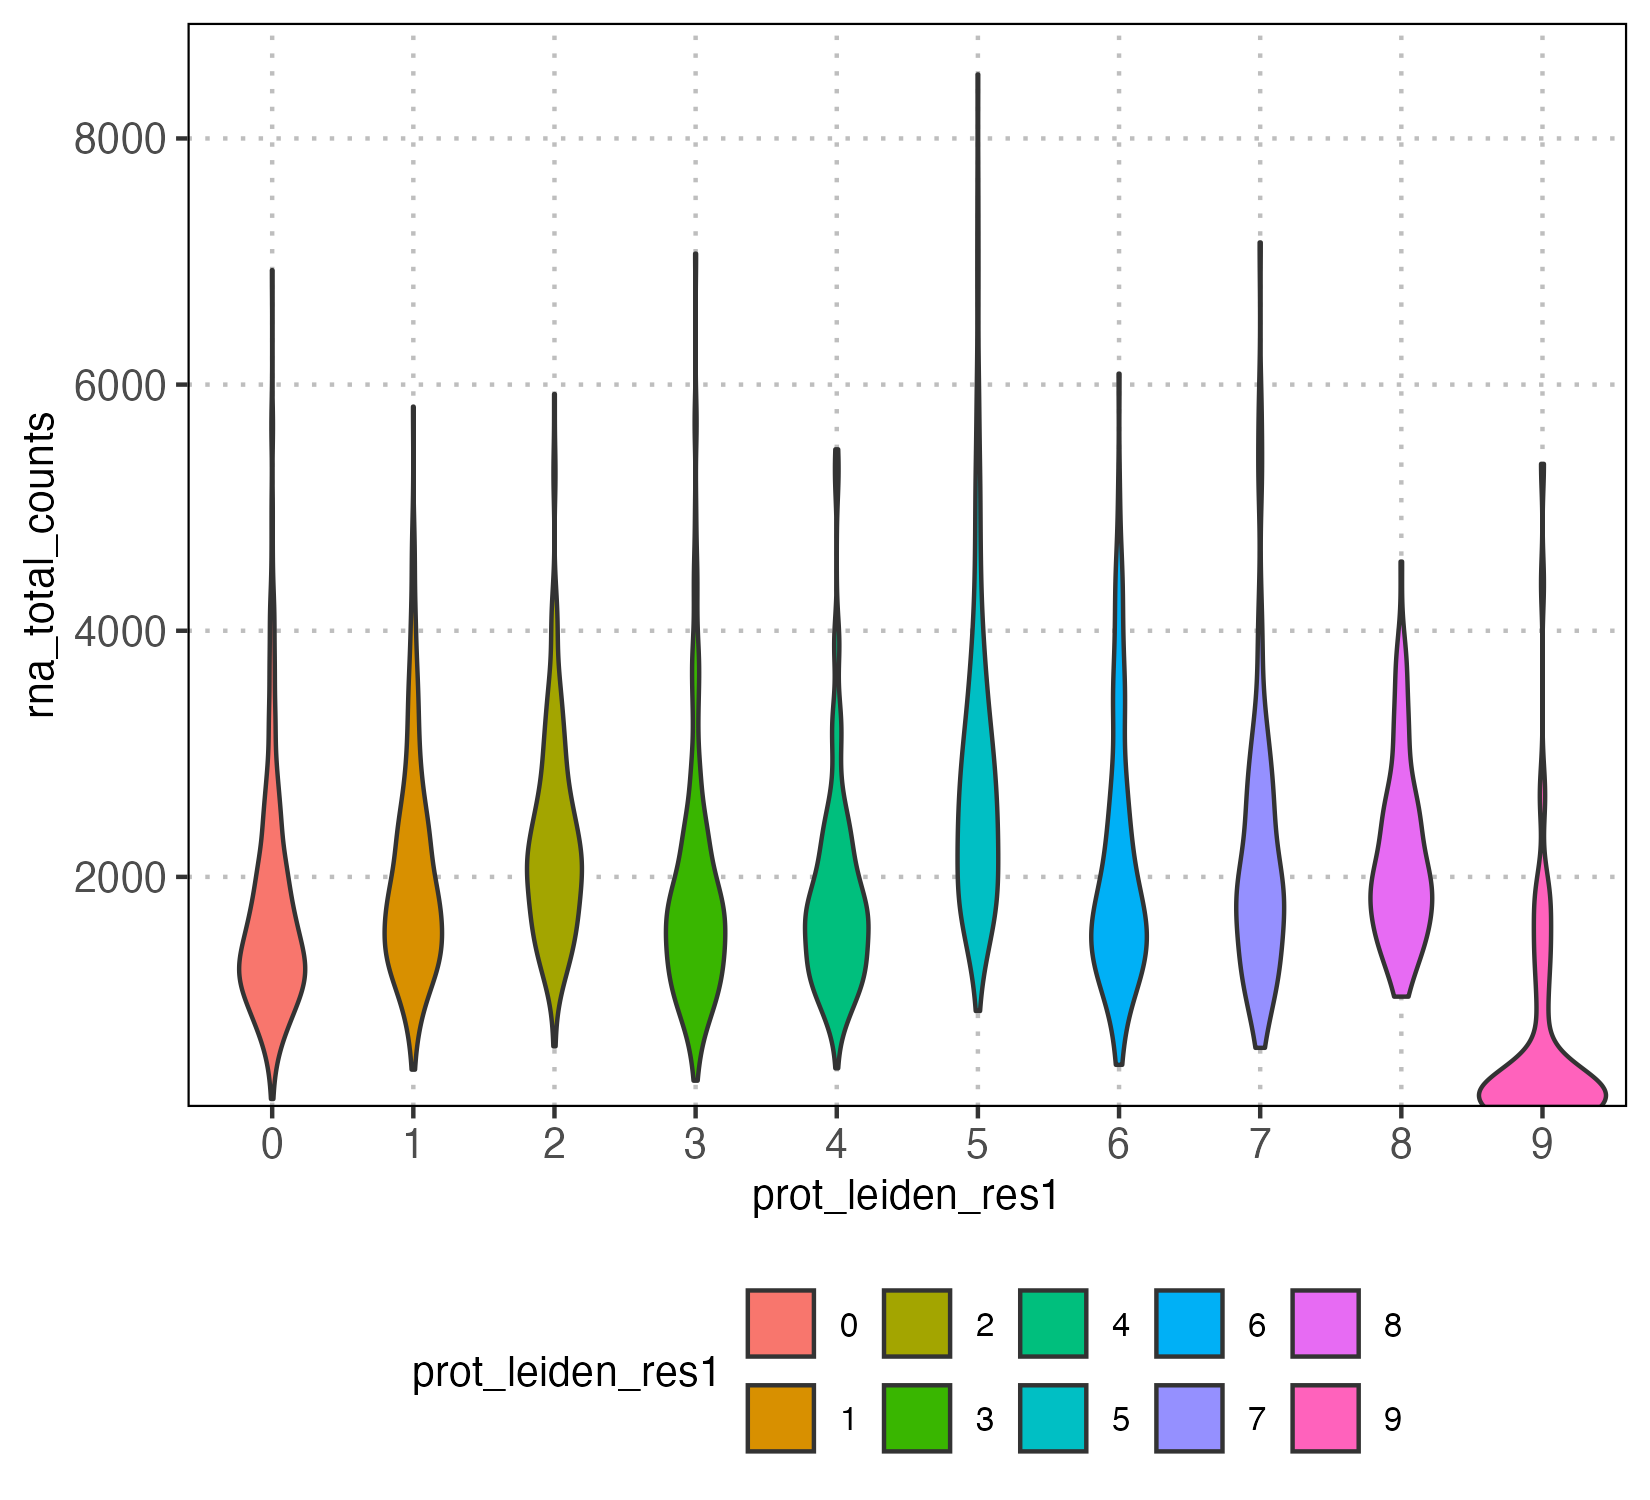 8000
6000
4000
2000
rna_total_counts
0 1 2 3 4 5 6 7 8 9
prot_leiden_res1
prot_leiden_res1
0 2 4 6 8
1 3 5 7 9